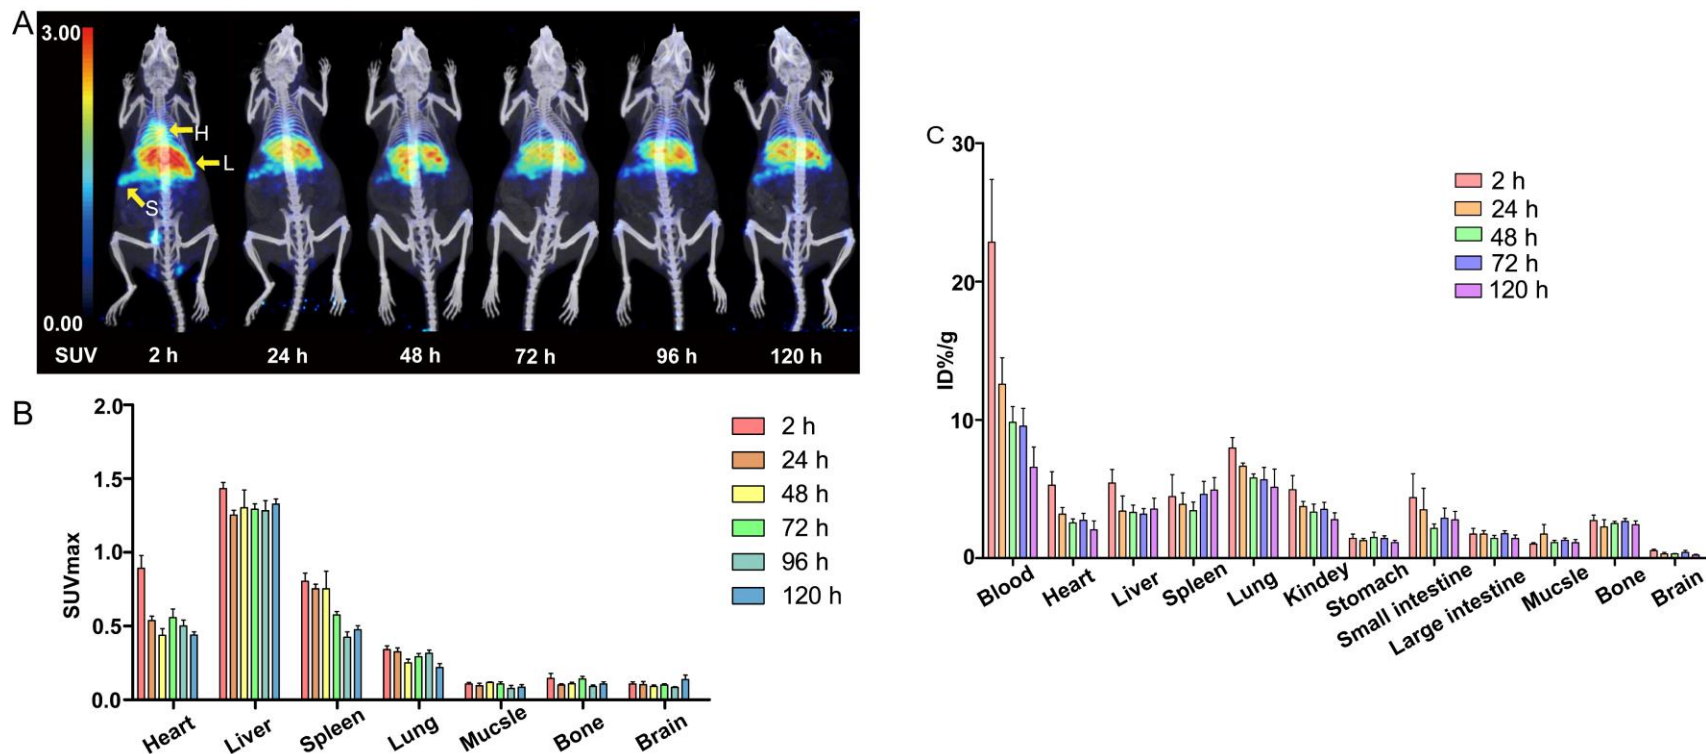 A
3.00
H
L
S
0.00
SUV 2 h 24 h 48 h 72 h 96 h 120 h
B
SUVmax
2.0
1.5
1.0
0.5
0.0
Heart Liver Spleen Lung Mucsle Bone Brain
2 h
24 h
48 h
72 h
96 h
120 h
C
ID%/g
30
20
10
0
Blood Heart Liver Spleen Lung Kindey Stomach Small intestine Large intestine Mucsle Bone Brain
2 h
24 h
48 h
72 h
120 h